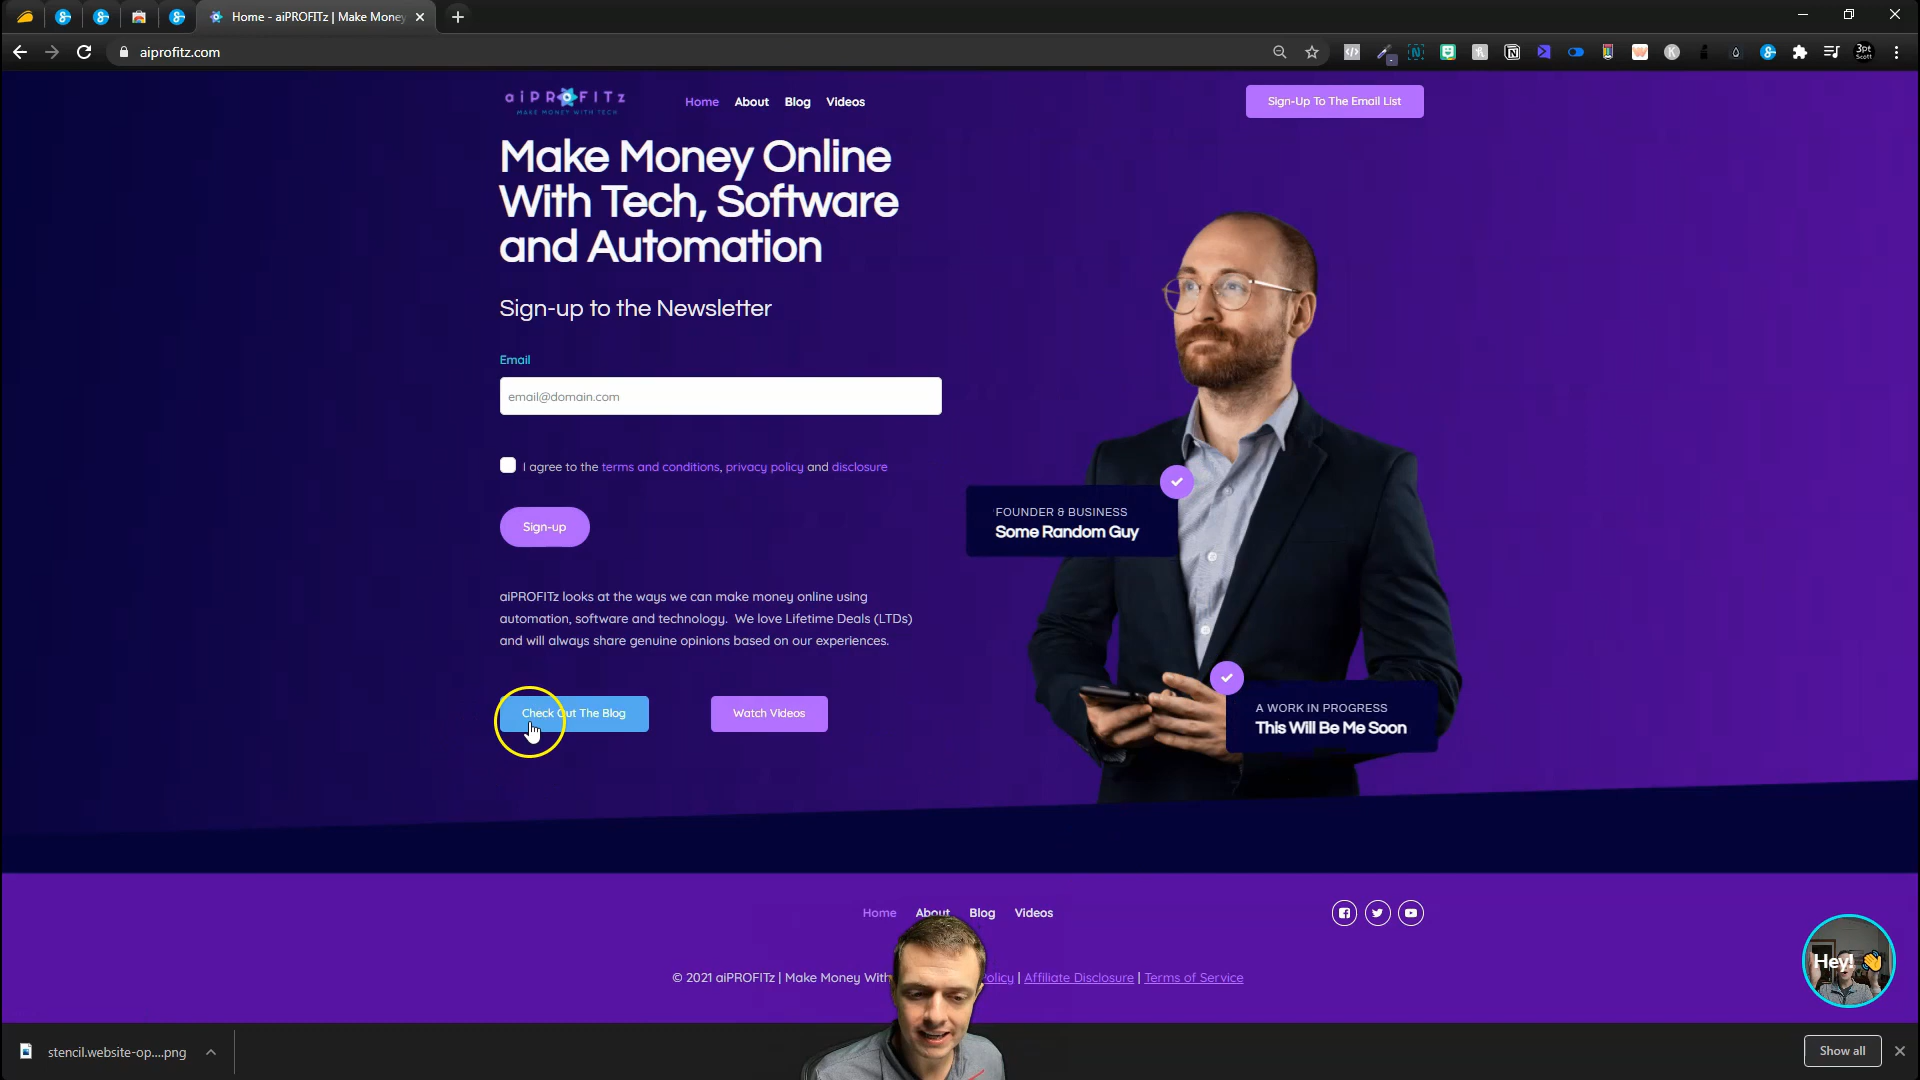 Home - aiPROFITz | Make Money
aiprofitz.com
3pt
Scott
aiPROFITz
MAKE MONEY WITH TECH
Home About Blog Videos
Sign-Up To The Email List
Make Money Online
With Tech, Software
and Automation
Sign-up to the Newsletter
Email
email@domain.com
I agree to the terms and conditions, privacy policy and disclosure
Sign-up
FOUNDER & BUSINESS
Some Random Guy
aiPROFITz looks at the ways we can make money online using
automation, software and technology. We love Lifetime Deals (LTDs)
and will always share genuine opinions based on our experiences.
Check Out The Blog
Watch Videos
A WORK IN PROGRESS
This Will Be Me Soon
Home About Blog Videos
© 2021 aiPROFITz | Make Money With olicy | Affiliate Disclosure | Terms of Service
Hey! 👋
stencil.website-op....png
Show all